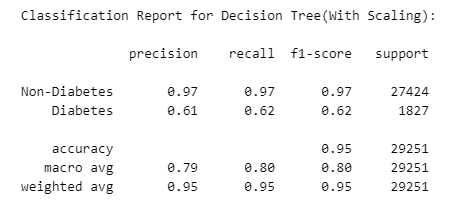 Classification Report for Decision Tree(With Scaling):
precision recall f1-score support
Non-Diabetes 0.97 0.97 0.97 27424
Diabetes 0.61 0.62 0.62 1827
accuracy 0.95 29251
macro avg 0.79 0.80 0.80 29251
weighted avg 0.95 0.95 0.95 29251